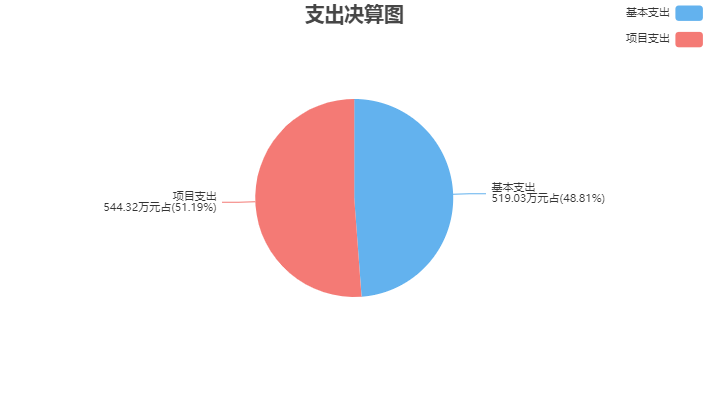 支出决算图
基本支出
项目支出
基本支出
519.03万元占(48.81%)
项目支出
544.32万元占(51.19%)